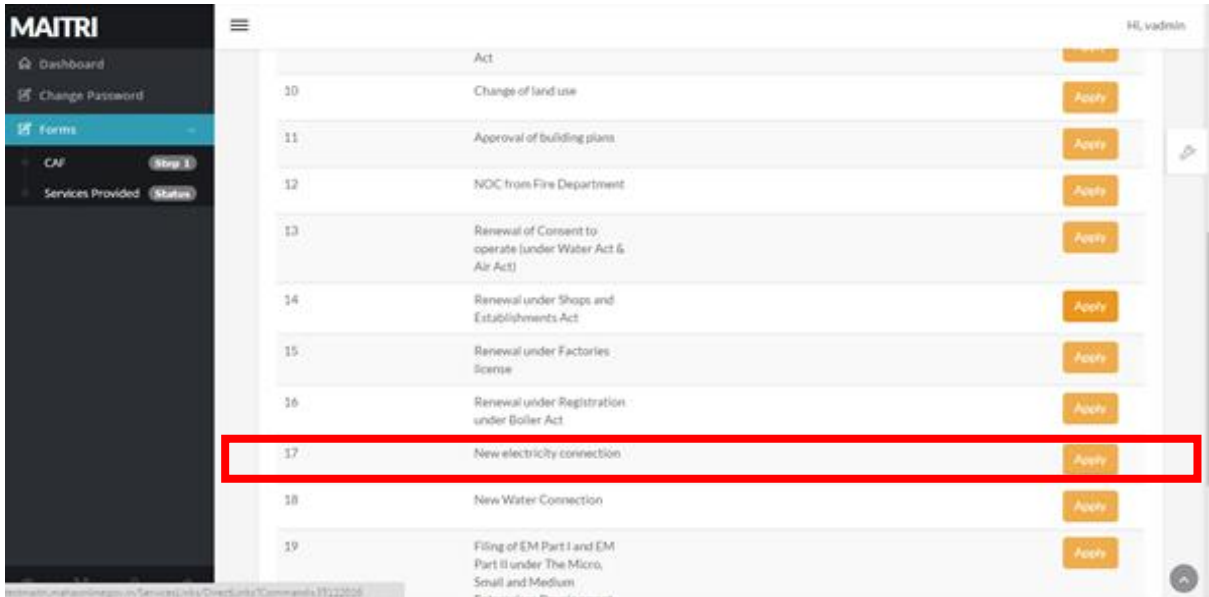 MAITRI
Hi, vadmin
Dashboard
Change Password
Forms
CAF Step 1
Services Provided Status
Act
10 Change of land use Apply
11 Approval of building plans Apply
12 NOC from Fire Department Apply
13 Renewal of Consent to Apply
operate (under Water Act &
Air Act)
14 Renewal under Shops and Apply
Establishments Act
15 Renewal under Factories Apply
license
16 Renewal under Registration Apply
under Boiler Act
17 New electricity connection Apply
18 New Water Connection Apply
19 Filing of EM Part I and EM Apply
Part II under The Micro,
Small and Medium